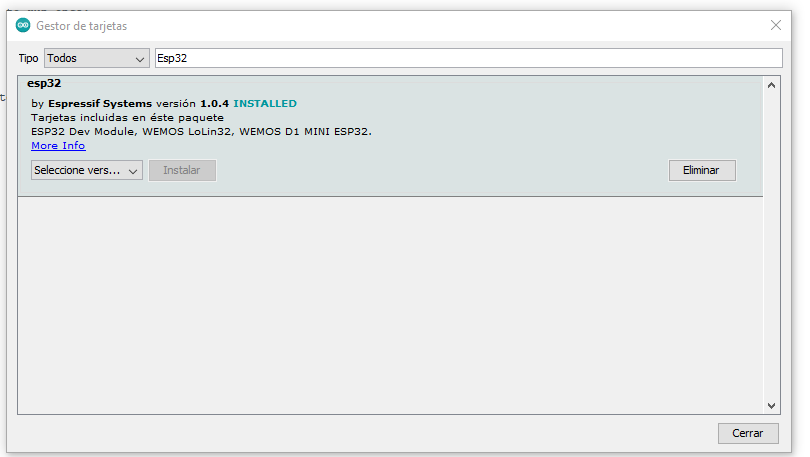 Gestor de tarjetas
Tipo Todos Esp32
esp32
by Espressif Systems versión 1.0.4 INSTALLED
Tarjetas incluidas en éste paquete
ESP32 Dev Module, WEMOS LoLin32, WEMOS D1 MINI ESP32.
More Info
Seleccione vers... Instalar Eliminar
Cerrar